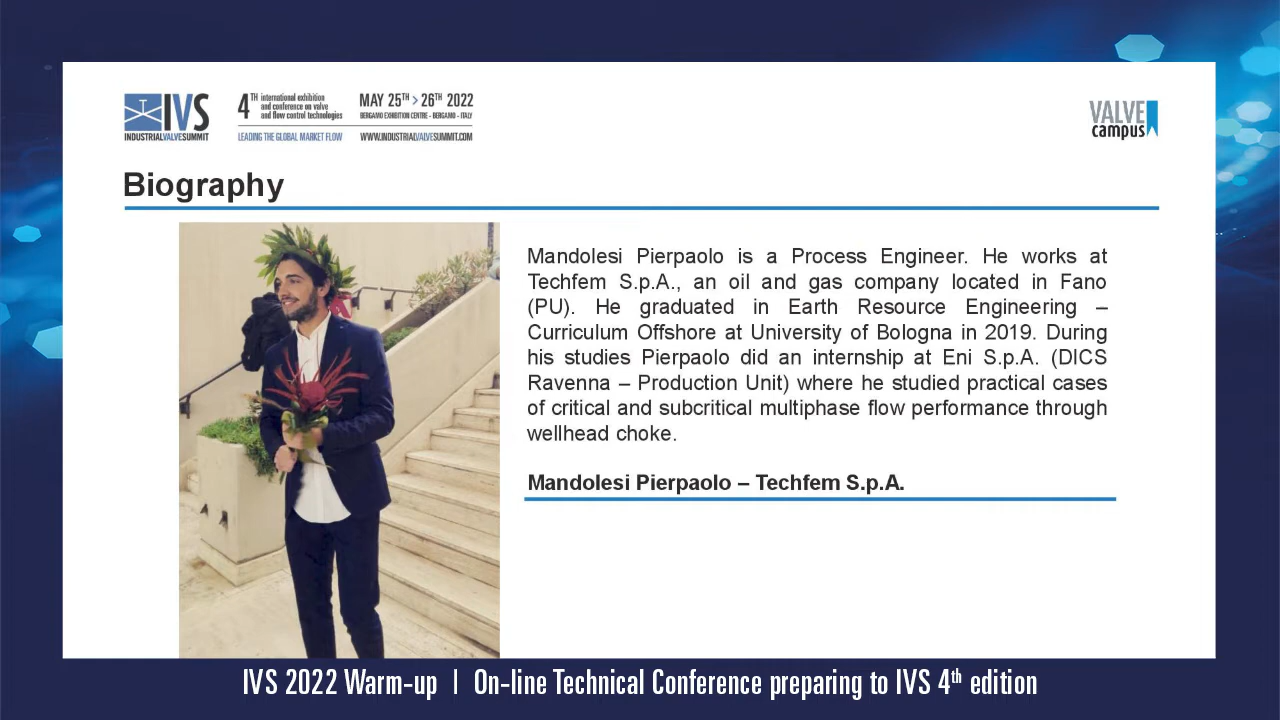 IVS
INDUSTRIALVALVESUMMIT
4TH international exhibition
and conference on valve
and flow control technologies
LEADING THE GLOBAL MARKET FLOW
MAY 25TH > 26TH 2022
BERGAMO EXHIBITION CENTRE - BERGAMO - ITALY
WWW.INDUSTRIALVALVESUMMIT.COM
VALVE
campus
Biography
Mandolesi Pierpaolo is a Process Engineer. He works at
Techfem S.p.A., an oil and gas company located in Fano
(PU). He graduated in Earth Resource Engineering –
Curriculum Offshore at University of Bologna in 2019. During
his studies Pierpaolo did an internship at Eni S.p.A. (DICS
Ravenna – Production Unit) where he studied practical cases
of critical and subcritical multiphase flow performance through
wellhead choke.
Mandolesi Pierpaolo – Techfem S.p.A.
IVS 2022 Warm-up | On-line Technical Conference preparing to IVS 4th edition